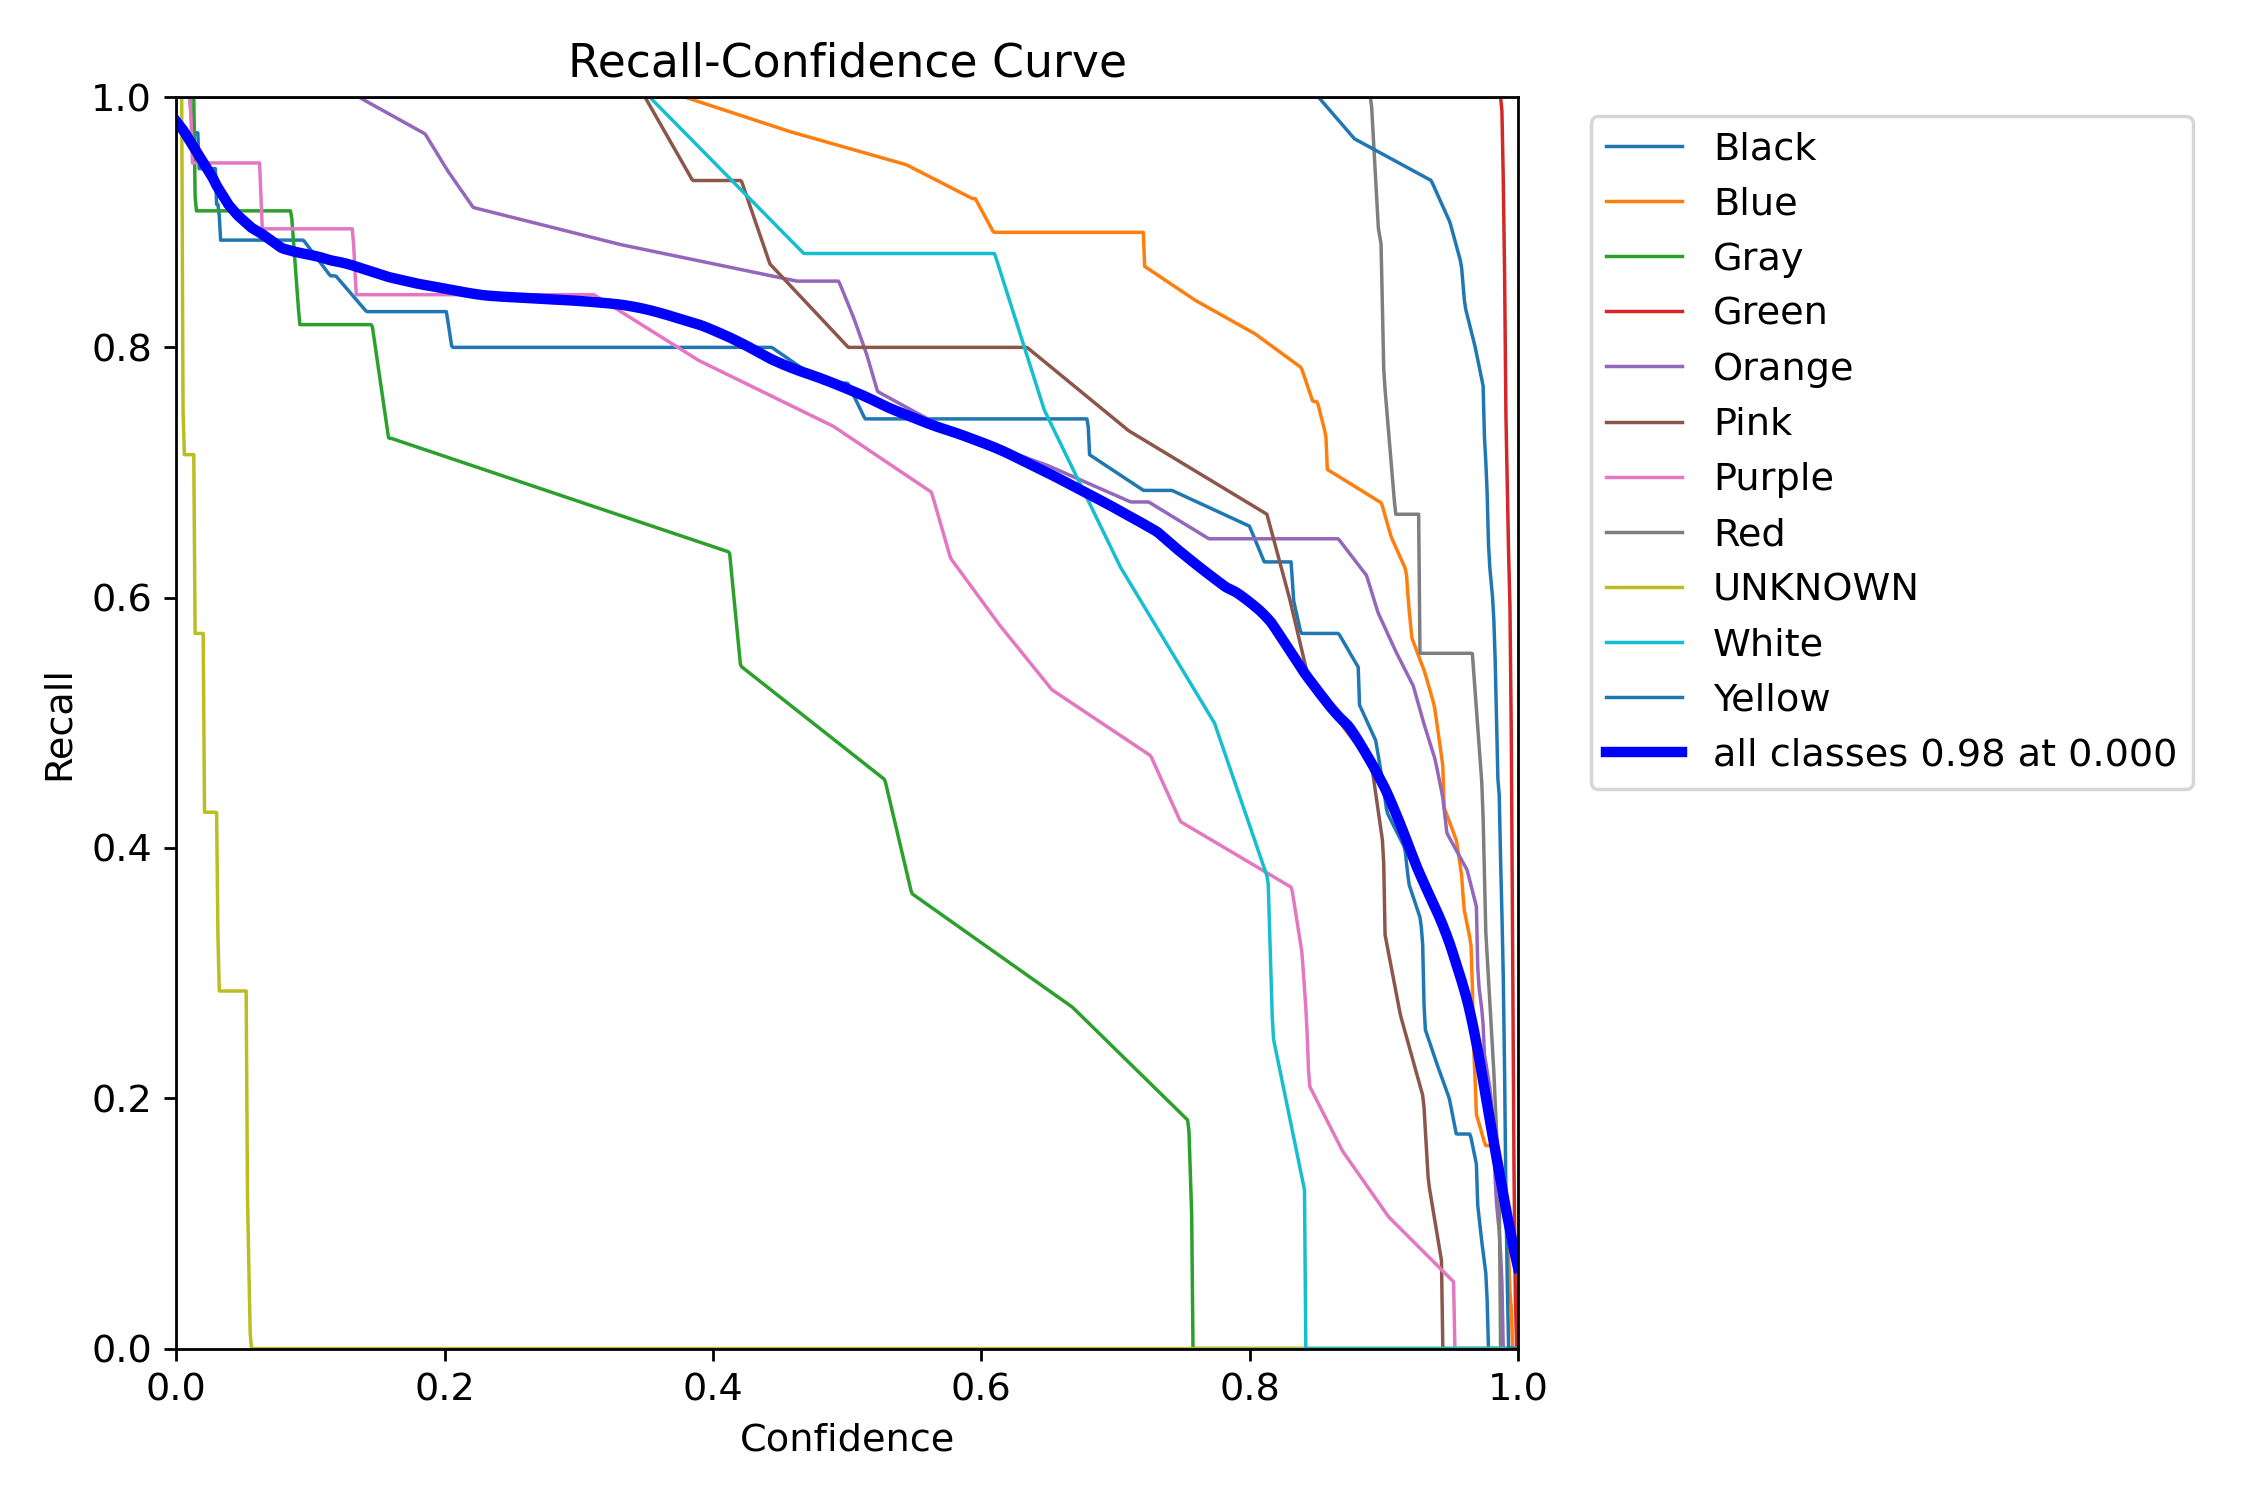 Recall-Confidence Curve
1.0
0.8
0.6
0.4
0.2
0.0
Recall
0.0 0.2 0.4 0.6 0.8 1.0
Confidence
Black
Blue
Gray
Green
Orange
Pink
Purple
Red
UNKNOWN
White
Yellow
all classes 0.98 at 0.000